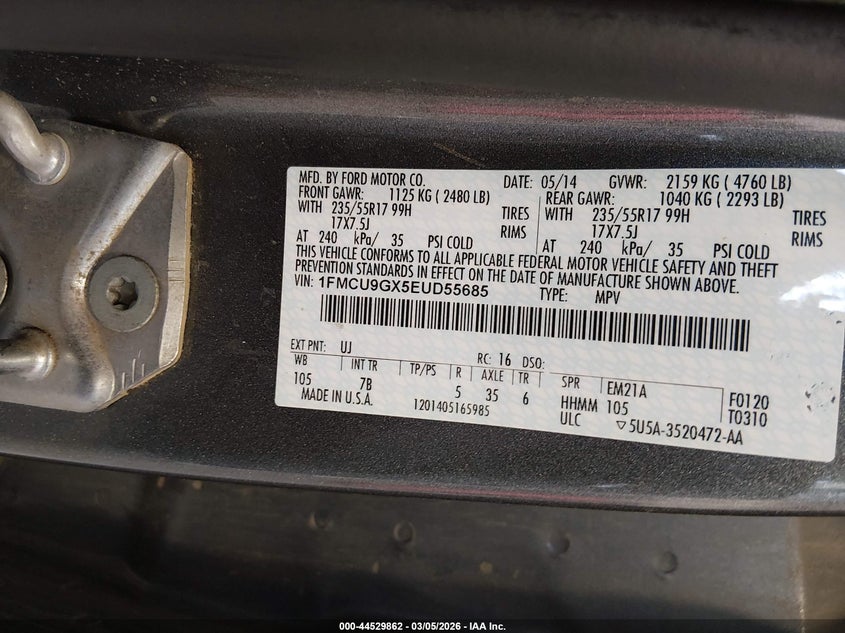 MFD. BY FORD MOTOR CO. DATE: 05/14 GVWR: 2159 KG ( 4760 LB)
FRONT GAWR: 1125 KG ( 2480 LB) REAR GAWR: 1040 KG ( 2293 LB)
WITH 235/55R17 99H TIRES WITH 235/55R17 99H TIRES
17X7.5J RIMS 17X7.5J RIMS
AT 240 kPa/ 35 PSI COLD AT 240 kPa/ 35 PSI COLD
THIS VEHICLE CONFORMS TO ALL APPLICABLE FEDERAL MOTOR VEHICLE SAFETY AND THEFT
PREVENTION STANDARDS IN EFFECT ON THE DATE OF MANUFACTURE SHOWN ABOVE.
VIN: 1FMCU9GX5EUD55685 TYPE: MPV
EXT PNT: UJ RC: 16 DSO:
WB INT TR TP/PS R AXLE TR SPR EM21A F0120
105 7B 5 35 6 HHMM 105 T0310
MADE IN U.S.A. 1201405165985 ULC ▽5U5A-3520472-AA
000-44529862 / 03/05/2026 - IAA Inc.